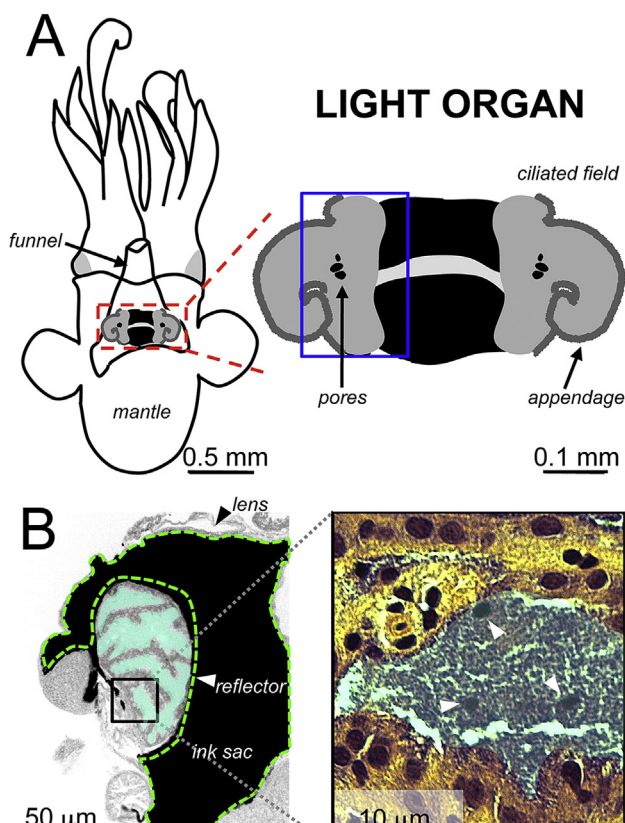 A
LIGHT ORGAN
ciliated field
funnel
mantle
pores
appendage
0.5 mm
0.1 mm
B
lens
reflector
ink sac
50 µm
10 µm